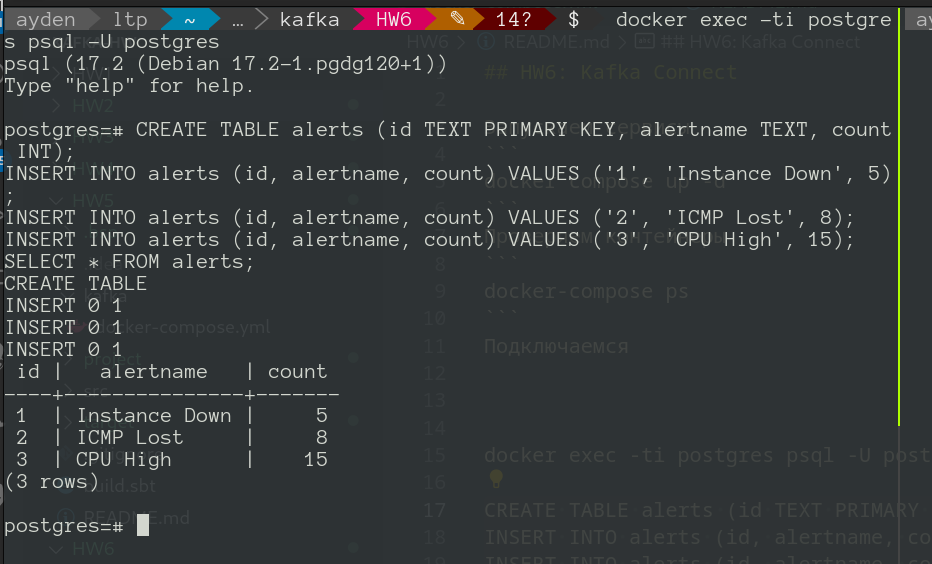 ayden ltp ~ … kafka HW6 ✎ 14? $ docker exec -ti postgre
s psql -U postgres
psql (17.2 (Debian 17.2-1.pgdg120+1))
Type "help" for help.
postgres=# CREATE TABLE alerts (id TEXT PRIMARY KEY, alertname TEXT, count
INT);
INSERT INTO alerts (id, alertname, count) VALUES ('1', 'Instance Down', 5)
;
INSERT INTO alerts (id, alertname, count) VALUES ('2', 'ICMP Lost', 8);
INSERT INTO alerts (id, alertname, count) VALUES ('3', 'CPU High', 15);
SELECT * FROM alerts;
CREATE TABLE
INSERT 0 1
INSERT 0 1
INSERT 0 1
id | alertname | count
----+---------------+-------
1 | Instance Down | 5
2 | ICMP Lost | 8
3 | CPU High | 15
(3 rows)
postgres=#
HW6 > README.md > ## HW6: Kafka Connect
## HW6: Kafka Connect
2
4 ```
docker-compose up -d
8 ```
9 docker-compose ps
10 ```
11 Подключаемся
12
13
14
15 docker exec -ti postgres psql -U post
16
17 CREATE TABLE alerts (id TEXT PRIMARY
18 INSERT INTO alerts (id, alertname, co
19 INSERT INTO alerts (id, alertname, co
HW2
HW5
docker-compose.yml
project
build.sbt
README.md
HW6